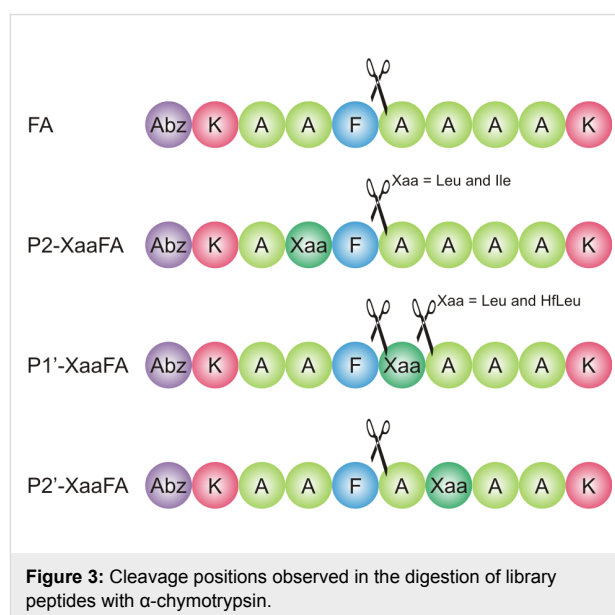 FA Abz K A A F A A A A K
Xaa = Leu and Ile
P2-XaaFA Abz K A Xaa F A A A A K
Xaa = Leu and HfLeu
P1'-XaaFA Abz K A A F Xaa A A A K
P2'-XaaFA Abz K A A F A Xaa A A K
Figure 3: Cleavage positions observed in the digestion of library
peptides with α-chymotrypsin.